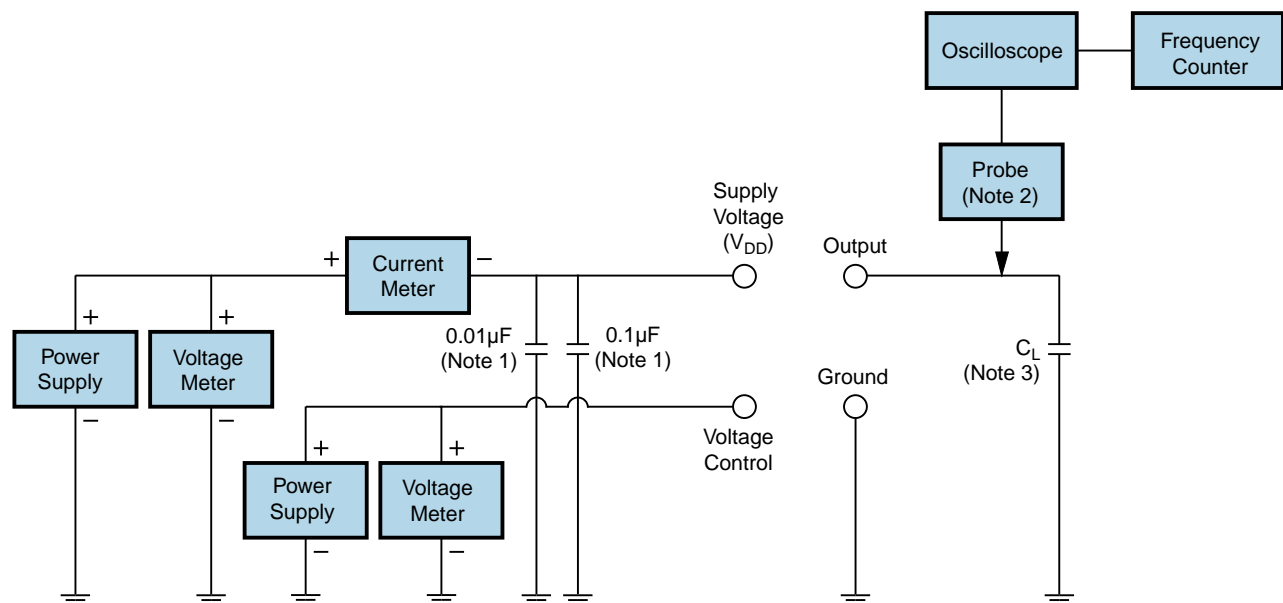 Oscilloscope
Frequency
Counter
Probe
(Note 2)
Supply
Voltage
(VDD)
Output
+
Current
Meter
−
+
Power
Supply
−
+
Voltage
Meter
−
0.01µF
(Note 1)
0.1µF
(Note 1)
CL
(Note 3)
Ground
Voltage
Control
+
Power
Supply
−
+
Voltage
Meter
−